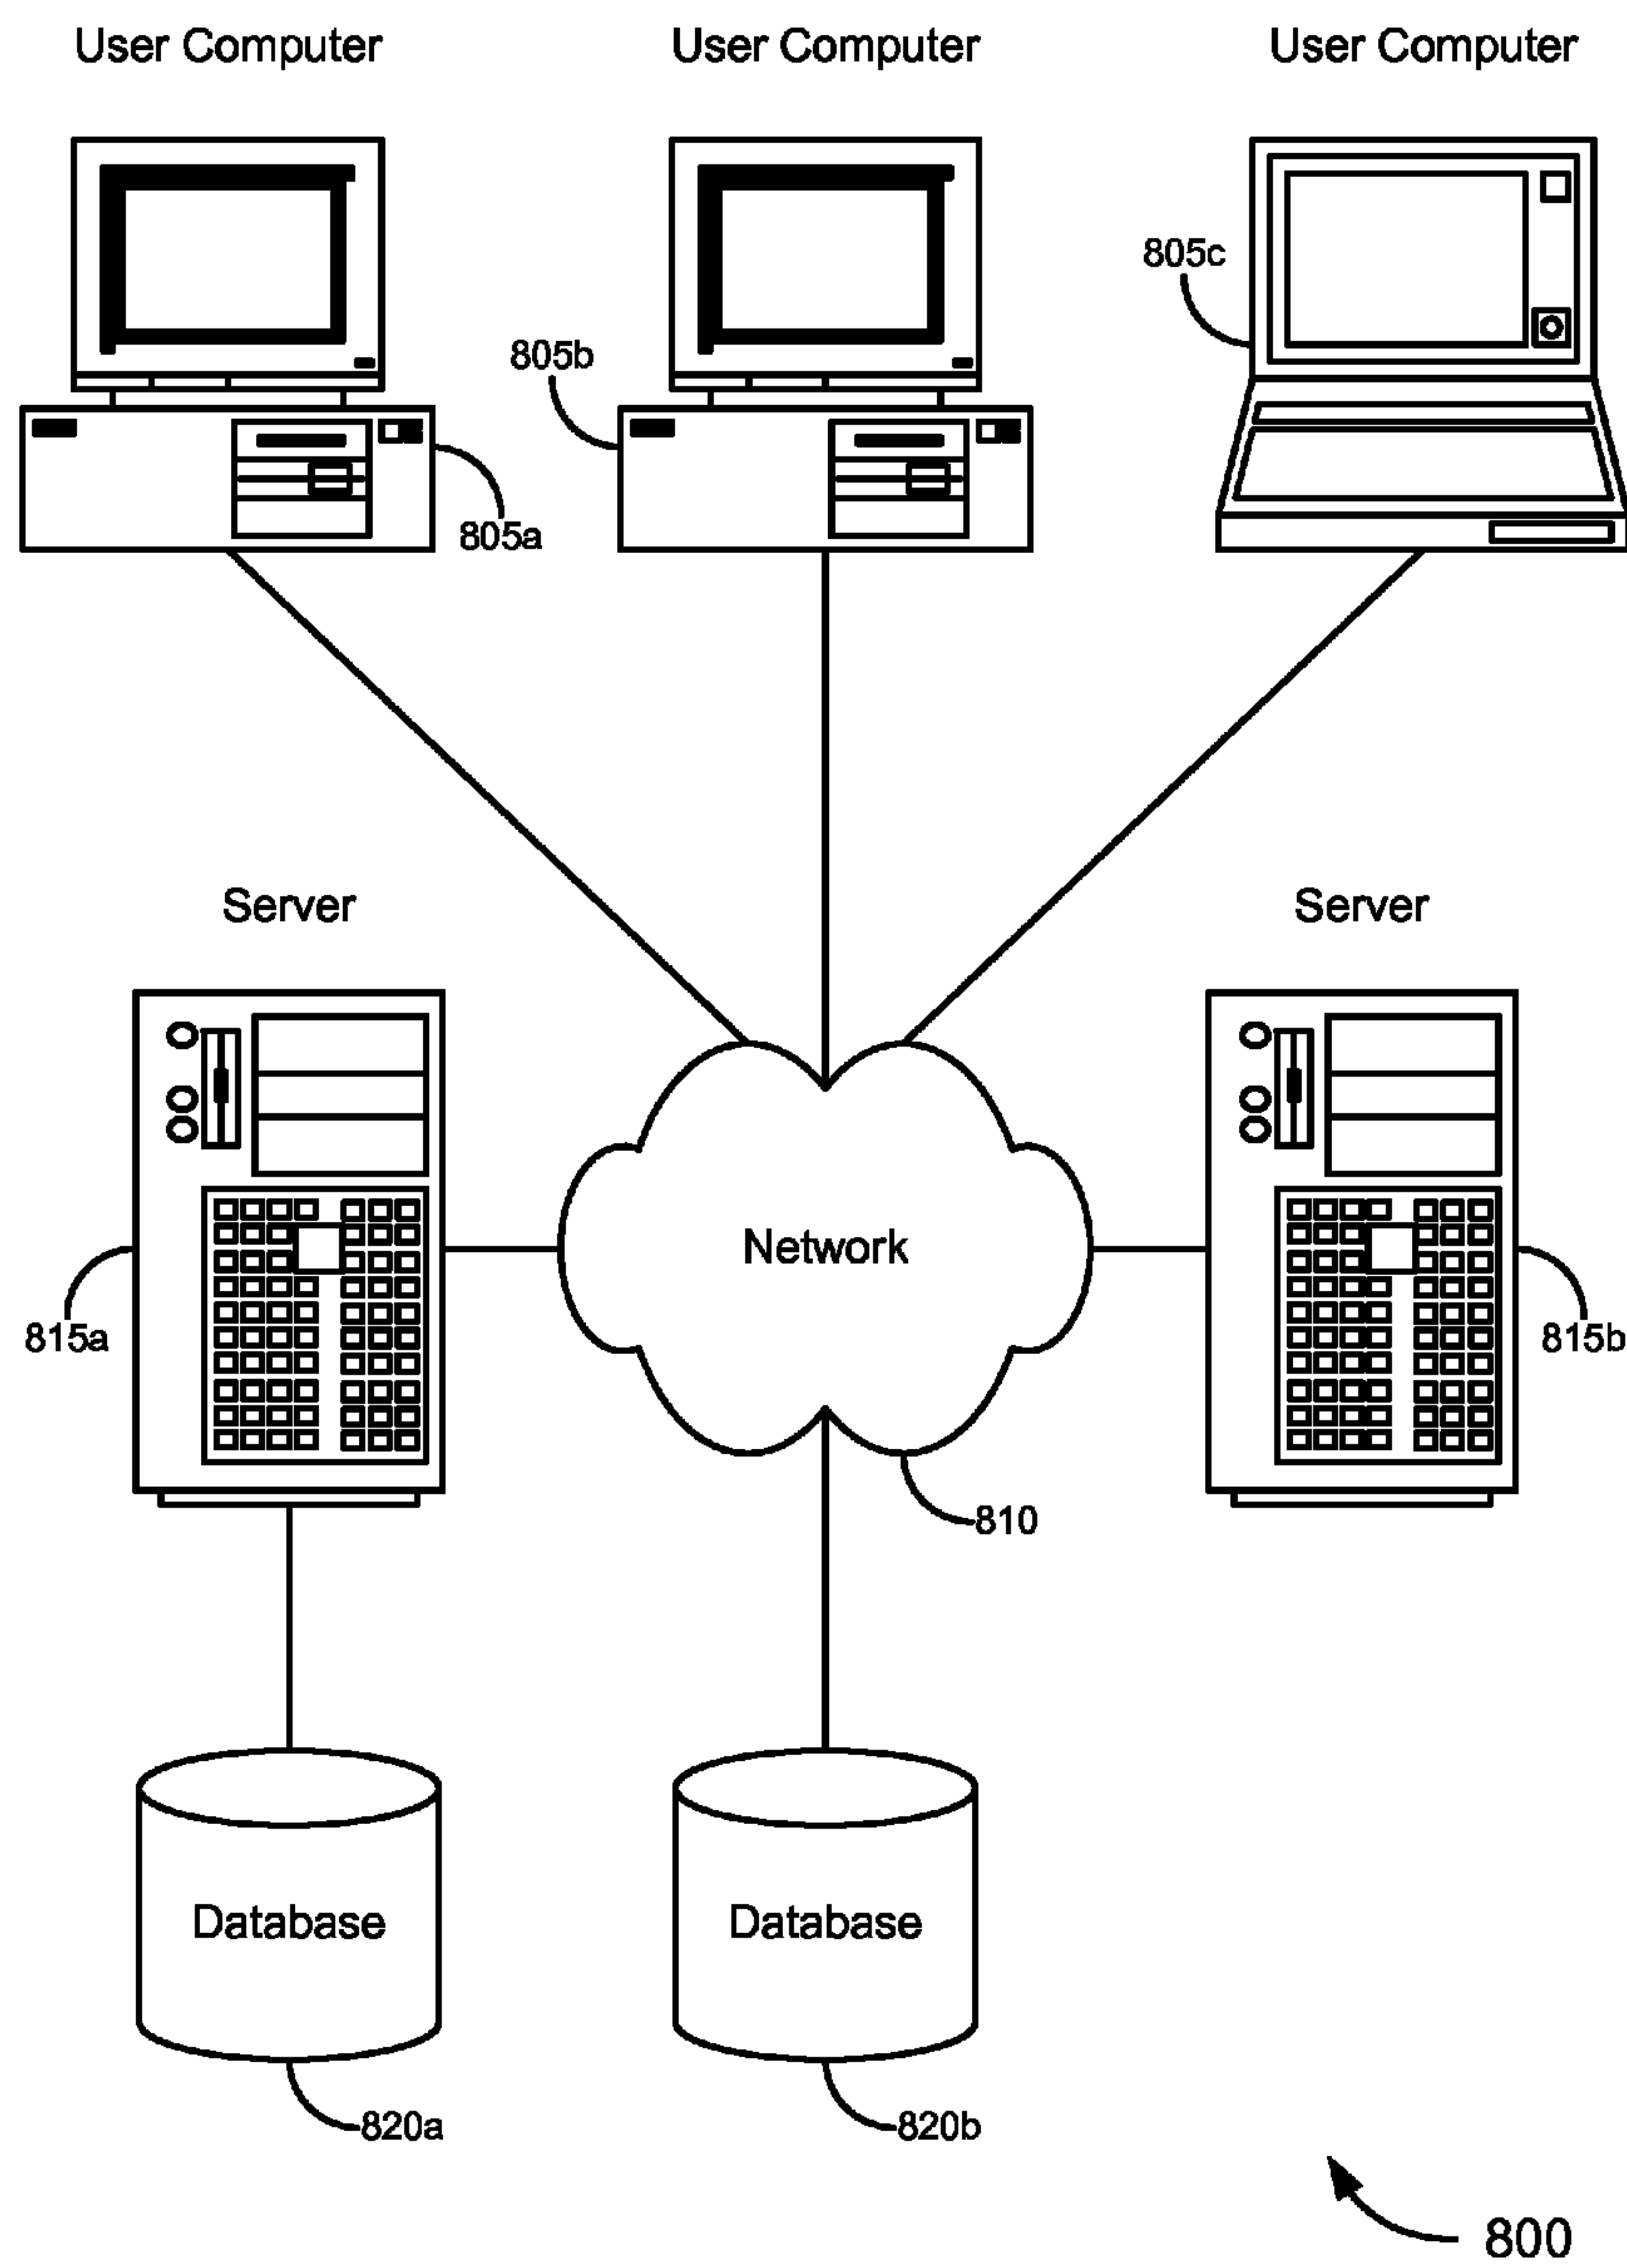 User Computer
User Computer
User Computer
805c
805b
805a
Server
Server
Network
815a
815b
810
Database
Database
820a
820b
800